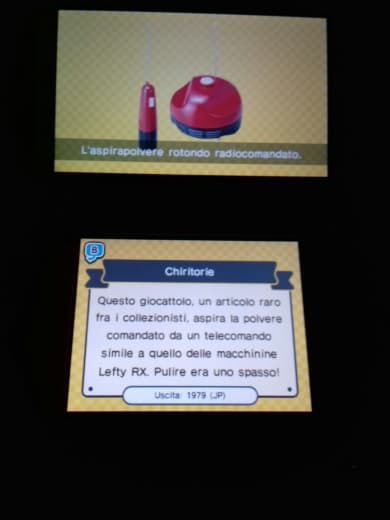 L'aspirapolvere rotondo radiocomandato.
B
Chiritorie
Questo giocattolo, un articolo raro
fra i collezionisti, aspira la polvere
comandato da un telecomando
simile a quello delle macchinine
Lefty RX. Pulire era uno spasso!
Uscita: 1979 (JP)